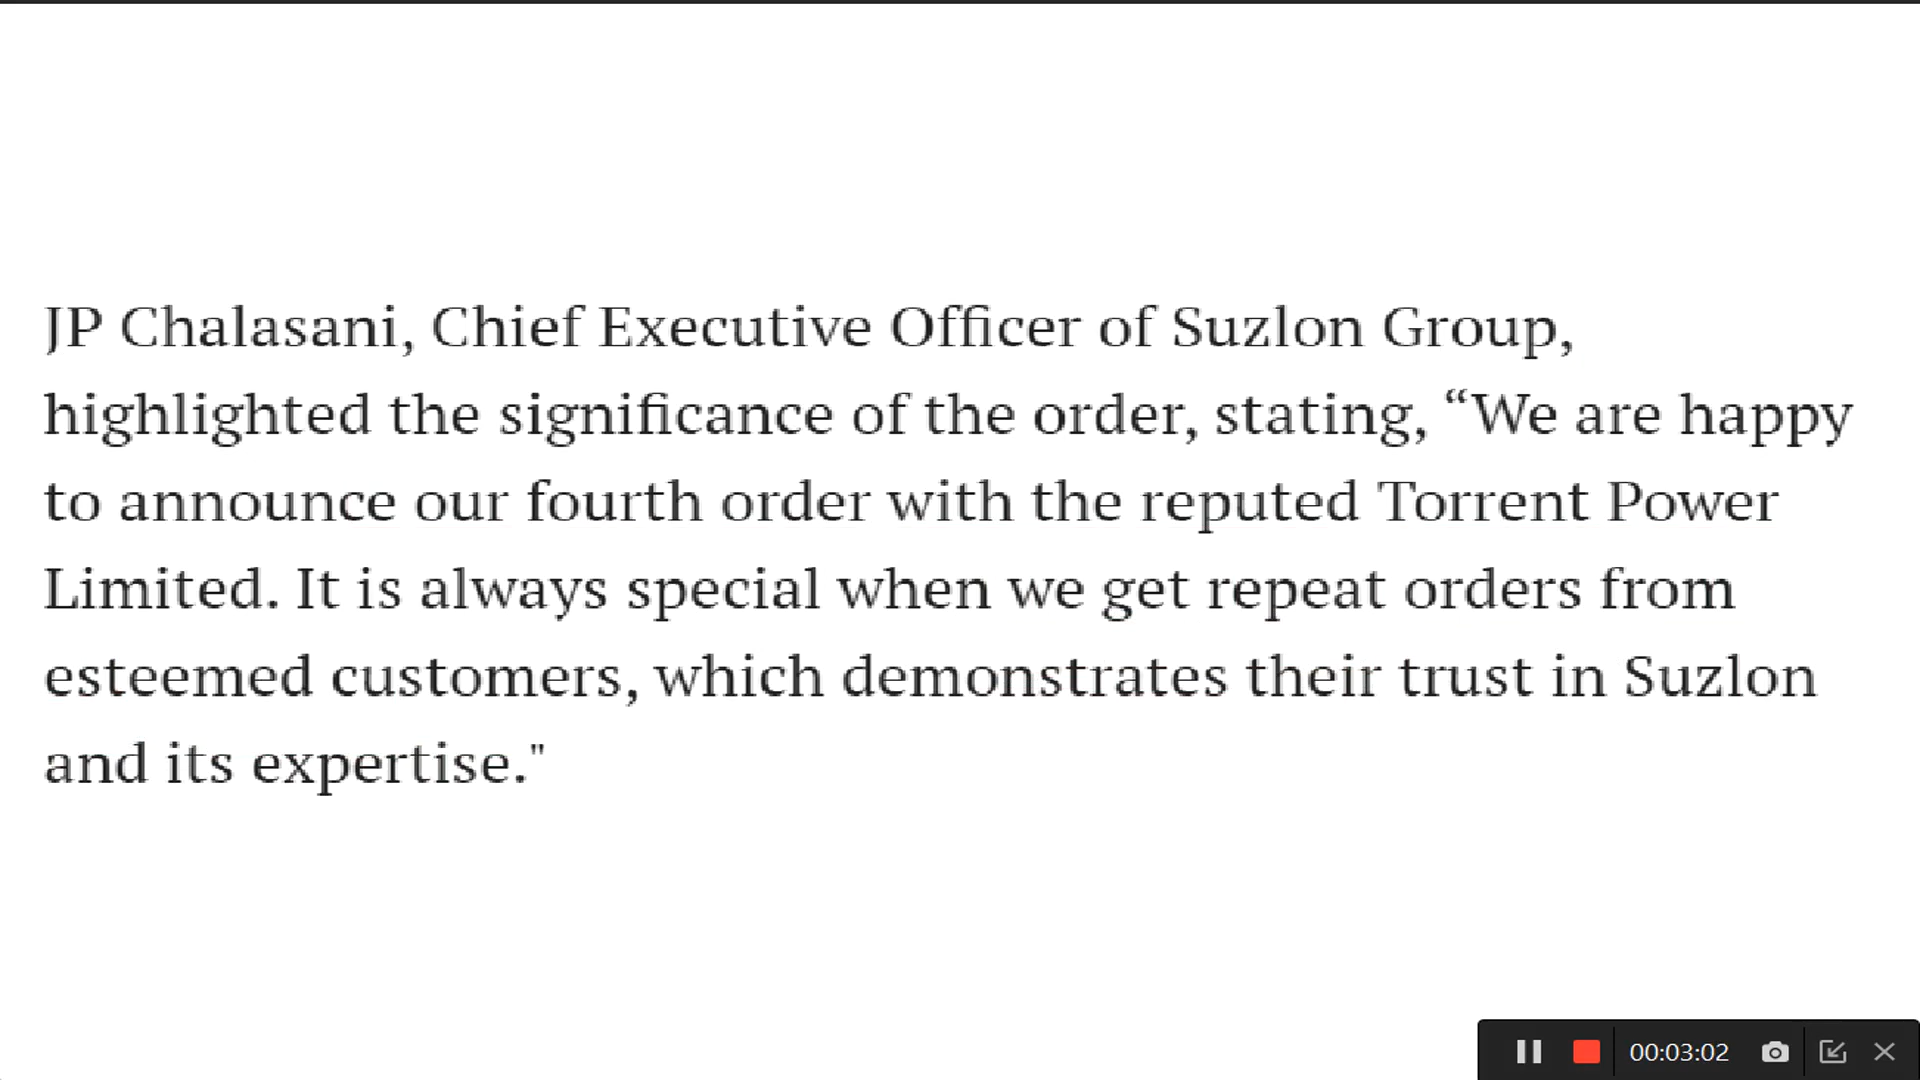 JP Chalasani, Chief Executive Officer of Suzlon Group,
highlighted the significance of the order, stating, “We are happy
to announce our fourth order with the reputed Torrent Power
Limited. It is always special when we get repeat orders from
esteemed customers, which demonstrates their trust in Suzlon
and its expertise."
00:03:02